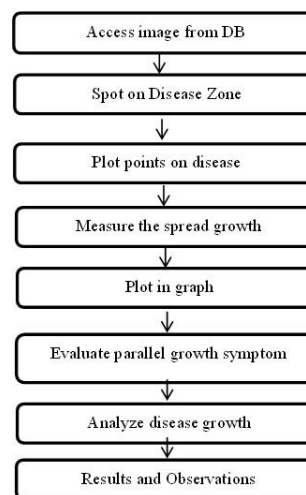 Access image from DB
Spot on Disease Zone
Plot points on disease
Measure the spread growth
Plot in graph
Evaluate parallel growth symptom
Analyze disease growth
Results and Observations